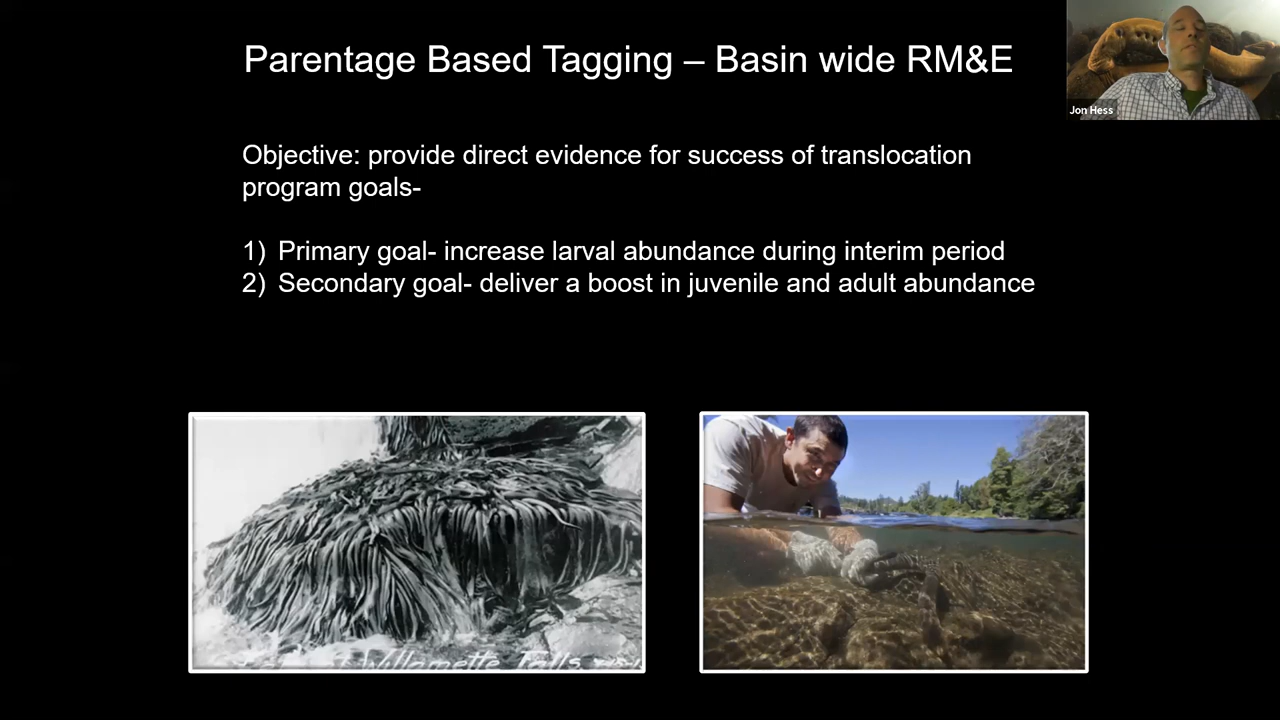 Parentage Based Tagging – Basin wide RM&E
Jon Hess
Objective: provide direct evidence for success of translocation
program goals-
1) Primary goal- increase larval abundance during interim period
2) Secondary goal- deliver a boost in juvenile and adult abundance
Willamette Falls